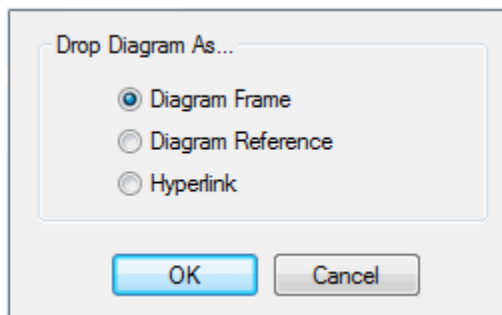 Drop Diagram As...
Diagram Frame
Diagram Reference
Hyperlink
OK
Cancel